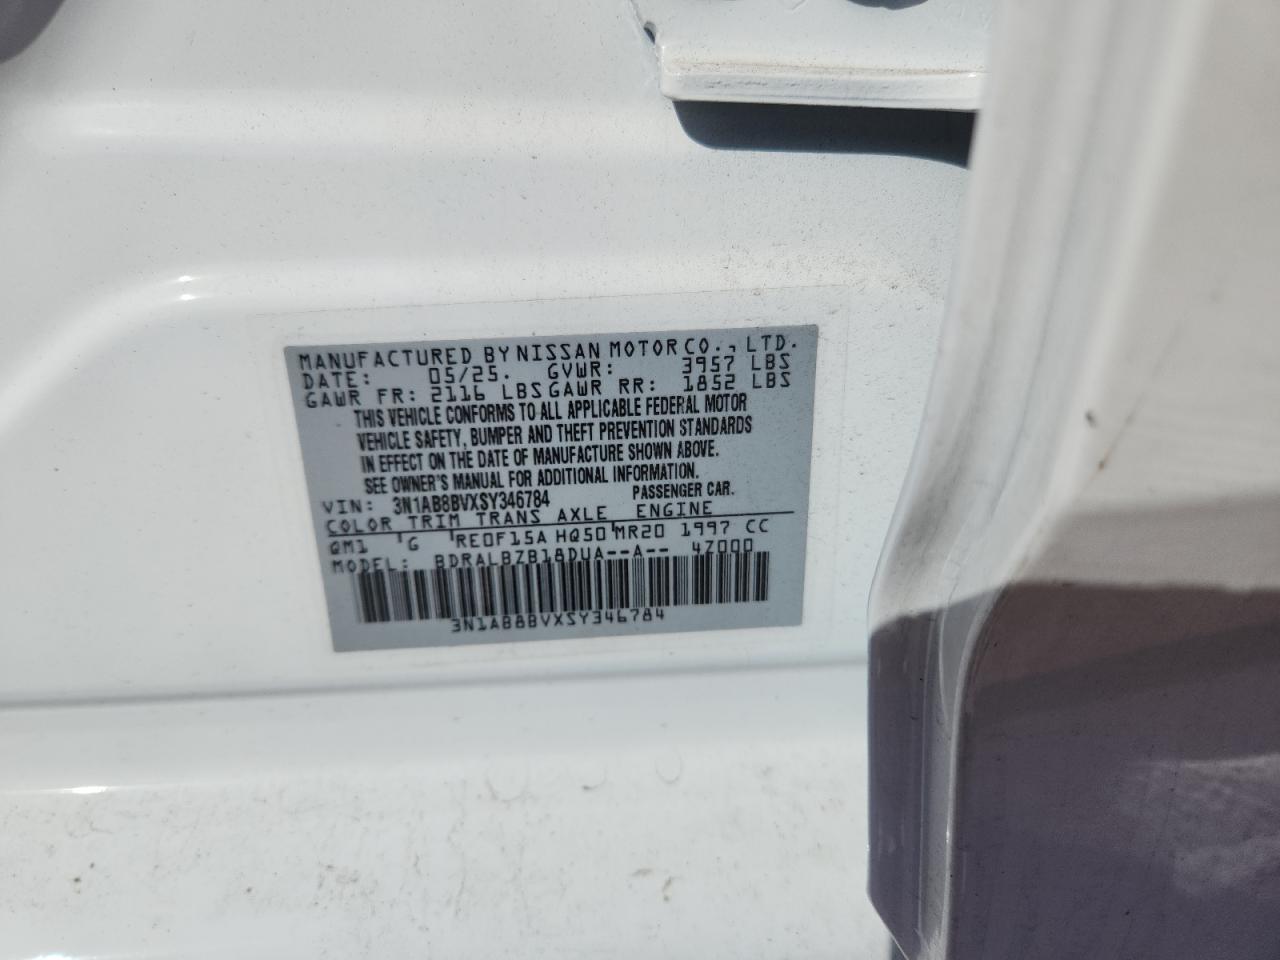 MANUFACTURED BY NISSAN MOTOR CO., LTD.
DATE: 05/25. GVWR: 3957 LBS
GAWR FR: 2116 LBS GAWR RR: 1852 LBS
THIS VEHICLE CONFORMS TO ALL APPLICABLE FEDERAL MOTOR
VEHICLE SAFETY, BUMPER AND THEFT PREVENTION STANDARDS
IN EFFECT ON THE DATE OF MANUFACTURE SHOWN ABOVE.
SEE OWNER'S MANUAL FOR ADDITIONAL INFORMATION.
VIN: 3N1AB8BVXSY346784 PASSENGER CAR.
COLOR TRIM TRANS AXLE ENGINE
QM1 G RE0F15A HQ50 MR20 1997 CC
MODEL: BDRALBZB18DUA--A-- 4Z000
3N1AB8BVXSY346784